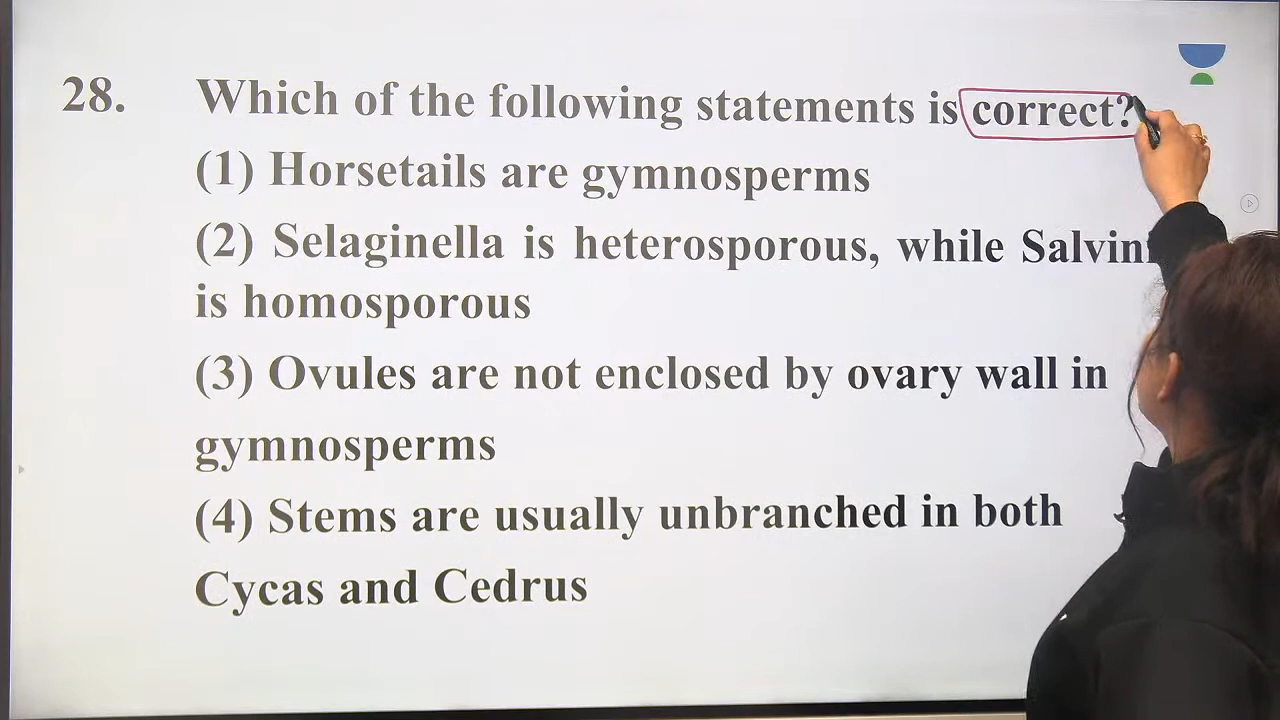 28. Which of the following statements is correct?
(1) Horsetails are gymnosperms
(2) Selaginella is heterosporous, while
is homosporous
(3) Ovules are not enclosed by ovary wall in
gymnosperms
(4) Stems are usually unbranched in both
Cycas and Cedrus